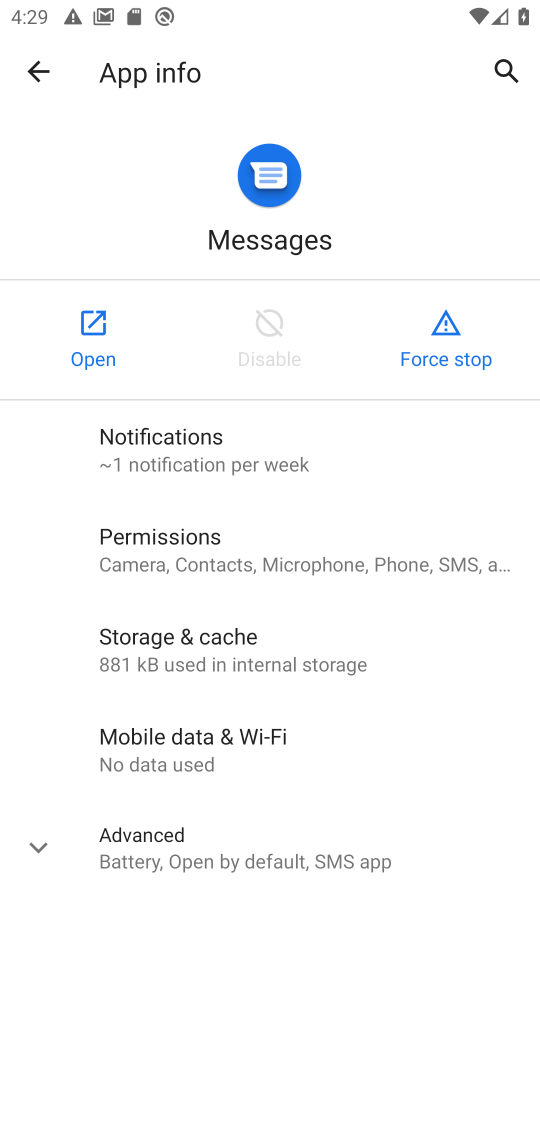 4:29
App info
Messages
Open
Disable
Force stop
Notifications
~1 notification per week
Permissions
Camera, Contacts, Microphone, Phone, SMS, a…
Storage & cache
881 kB used in internal storage
Mobile data & Wi-Fi
No data used
Advanced
Battery, Open by default, SMS app